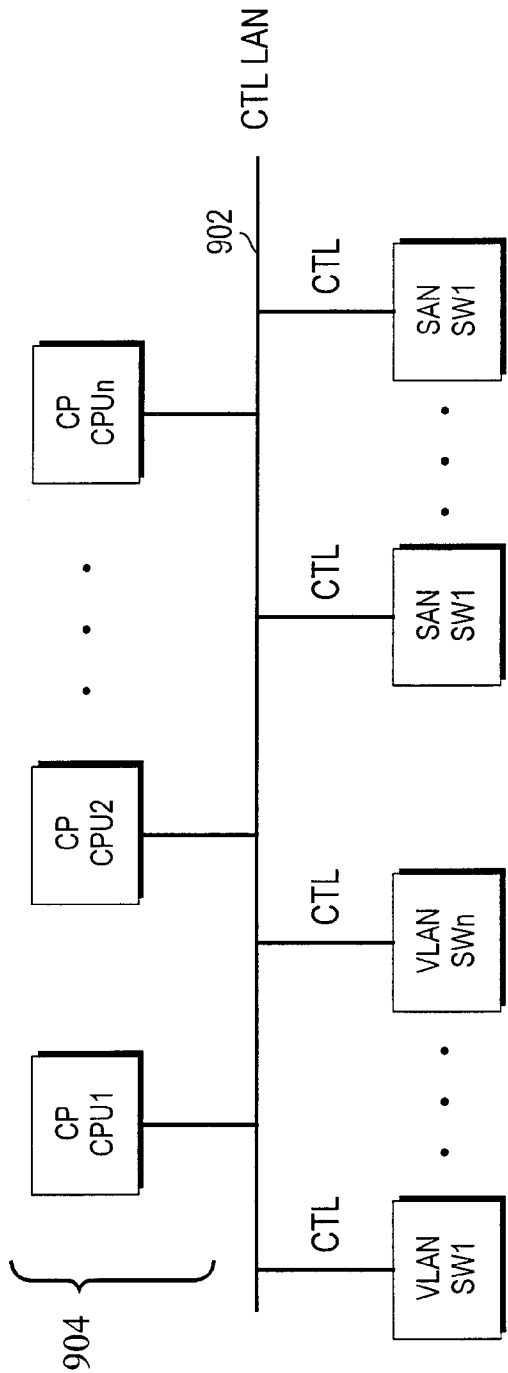 904
CP
CPU1
CP
CPU2
CP
CPUn
902
CTL LAN
CTL
CTL
CTL
CTL
VLAN
SW1
VLAN
SWn
SAN
SW1
SAN
SW1